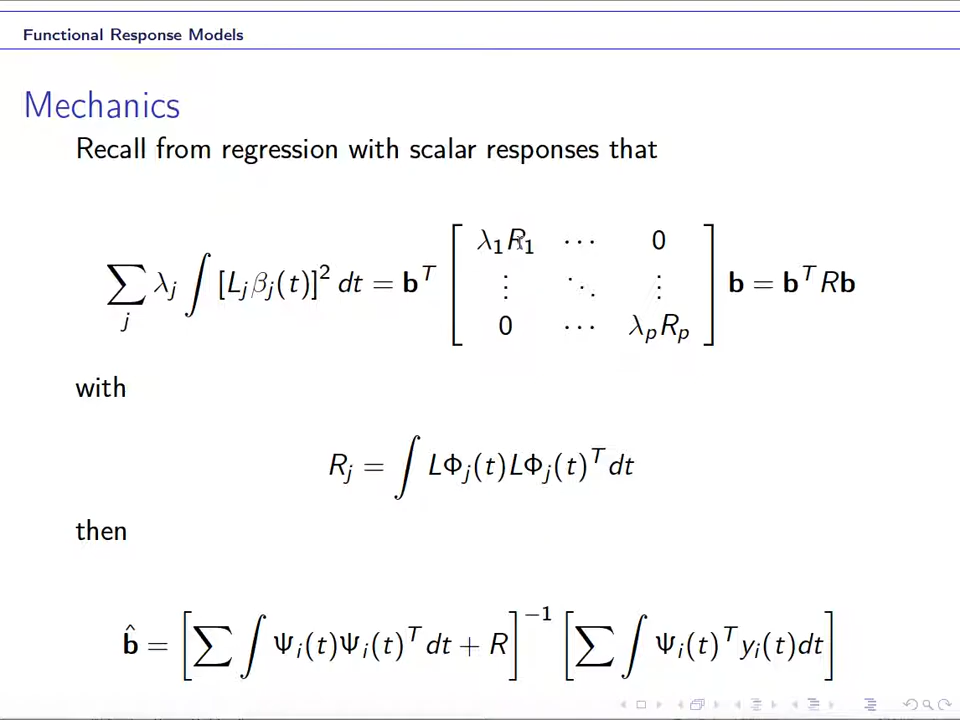 Functional Response Models
Mechanics
Recall from regression with scalar responses that
∑_j λ_j ∫ [L_j β_j(t)]² dt = b^T [ λ_1R_1 ⋯ 0 ; ⋮ ⋱ ⋮ ; 0 ⋯ λ_pR_p ] b = b^T R b
with
R_j = ∫ LΦ_j(t)LΦ_j(t)^T dt
then
b̂ = [∑ ∫ Ψ_i(t)Ψ_i(t)^T dt + R]^{−1} [∑ ∫ Ψ_i(t)^T y_i(t)dt]